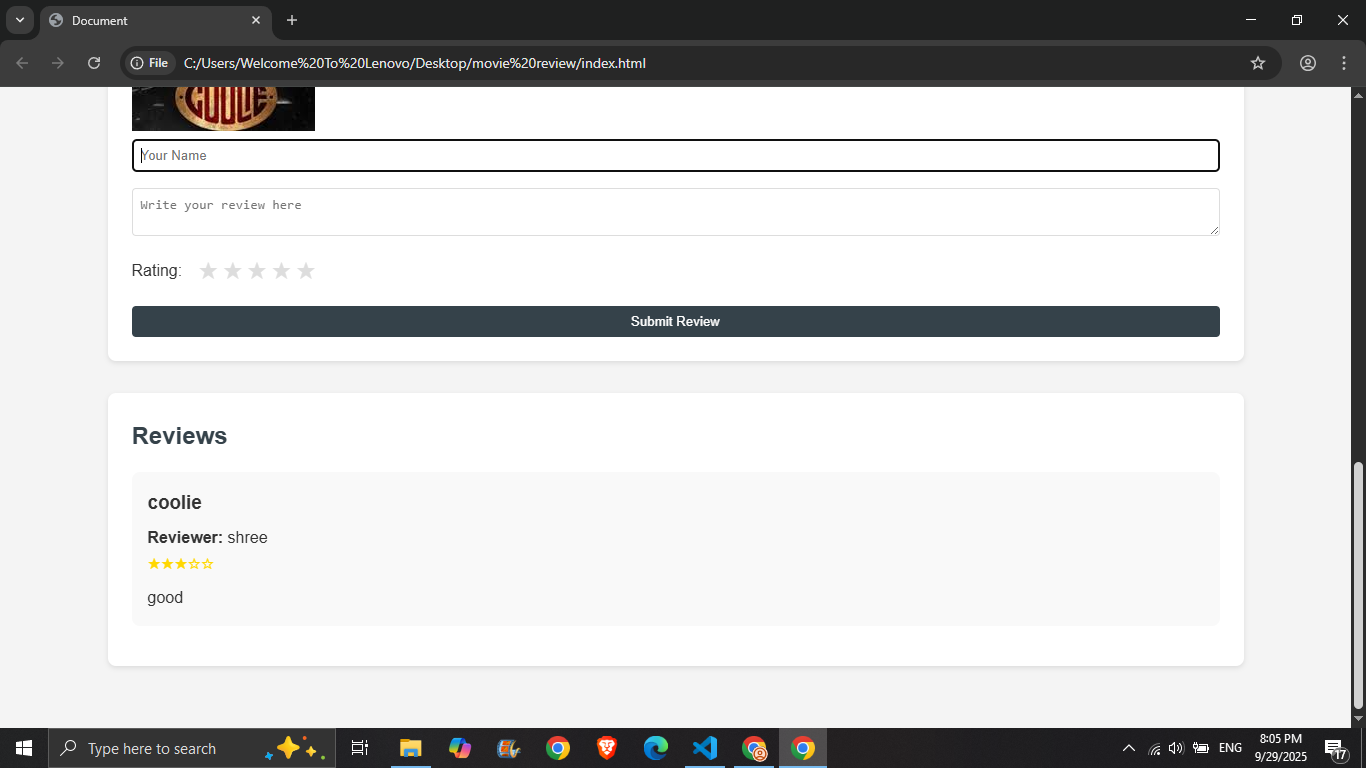 Document
File
C:/Users/Welcome%20To%20Lenovo/Desktop/movie%20review/index.html
COOLIE
Your Name
Write your review here
Rating: ★ ★ ★ ★ ★
Submit Review
Reviews
coolie
Reviewer: shree
★★★☆☆
good
Type here to search
ENG
8:05 PM
9/29/2025
17